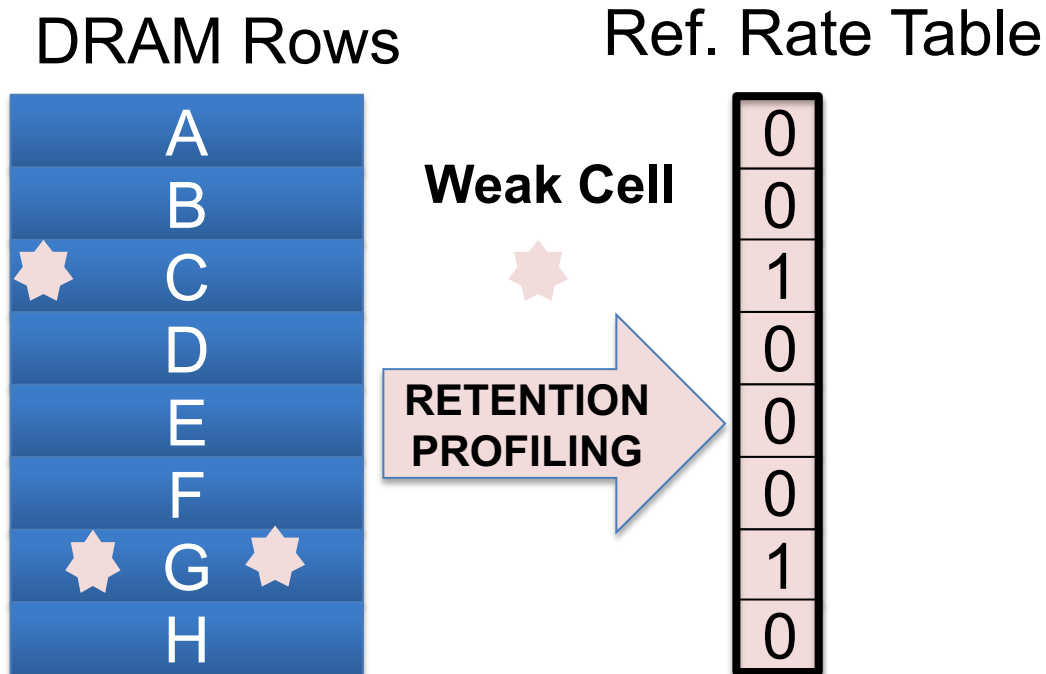 DRAM Rows
Ref. Rate Table
A
B
C
D
E
F
G
H
Weak Cell
RETENTION
PROFILING
0
0
1
0
0
0
1
0